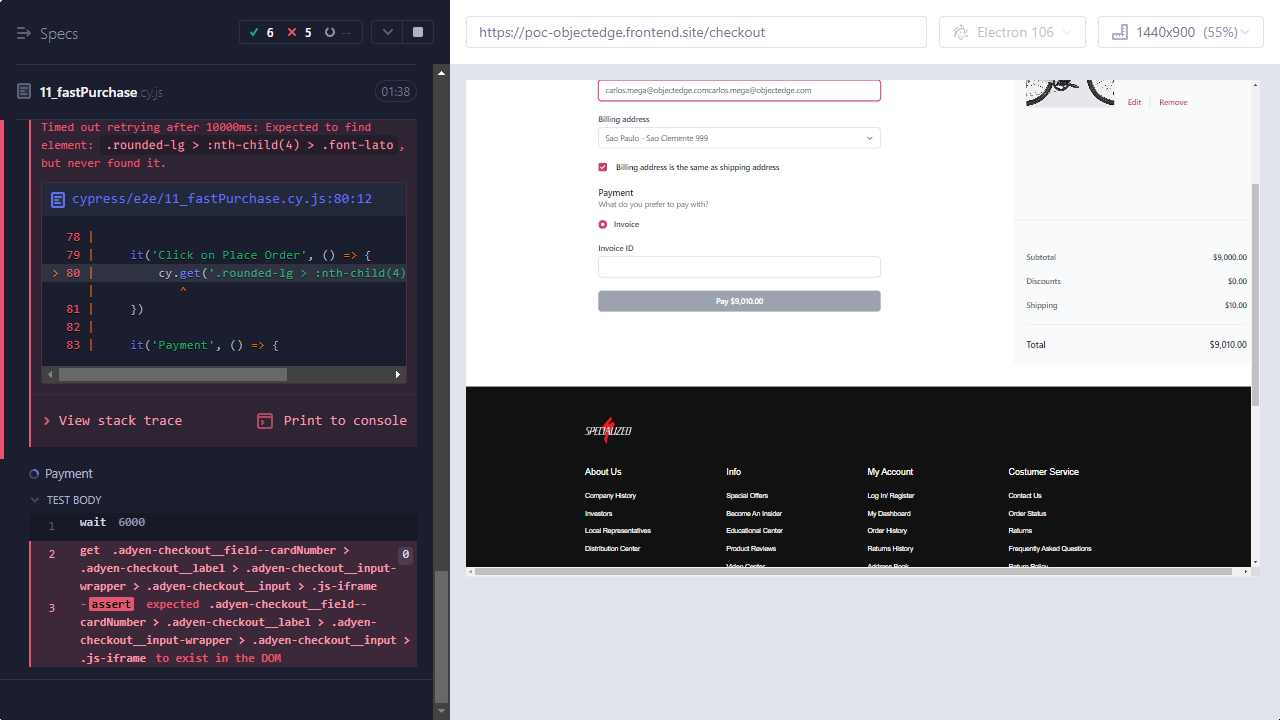 Specs
6 5 --
11_fastPurchase cy.js 01:38
Timed out retrying after 10000ms: Expected to find
element: .rounded-lg > :nth-child(4) > .font-lato,
but never found it.
cypress/e2e/11_fastPurchase.cy.js:80:12
78 |
79 | it('Click on Place Order', () => {
> 80 | cy.get('.rounded-lg > :nth-child(4)
| ^
81 | })
82 |
83 | it('Payment', () => {
View stack trace Print to console
Payment
TEST BODY
1 wait 6000
2 get .adyen-checkout__field--cardNumber > 0
.adyen-checkout__label > .adyen-checkout__input-
wrapper > .adyen-checkout__input > .js-iframe
3 -assert expected .adyen-checkout__field--
cardNumber > .adyen-checkout__label > .adyen-
checkout__input-wrapper > .adyen-checkout__input >
.js-iframe to exist in the DOM
https://poc-objectedge.frontend.site/checkout
Electron 106
1440x900 (55%)
carlos.mega@objectedge.comcarlos.mega@objectedge.com
Billing address
Sao Paulo - Sao Clemente 999
Billing address is the same as shipping address
Payment
What do you prefer to pay with?
Invoice
Invoice ID
Pay $9,010.00
Edit Remove
Subtotal $9,000.00
Discounts $0.00
Shipping $10.00
Total $9,010.00
SPECIALIZED
About Us Info My Account Costumer Service
Company History Special Offers Log In/ Register Contact Us
Investors Become An Insider My Dashboard Order Status
Local Representatives Educational Center Order History Returns
Distribution Center Product Reviews Returns History Frequently Asked Questions
Video Center Address Book Return Policy